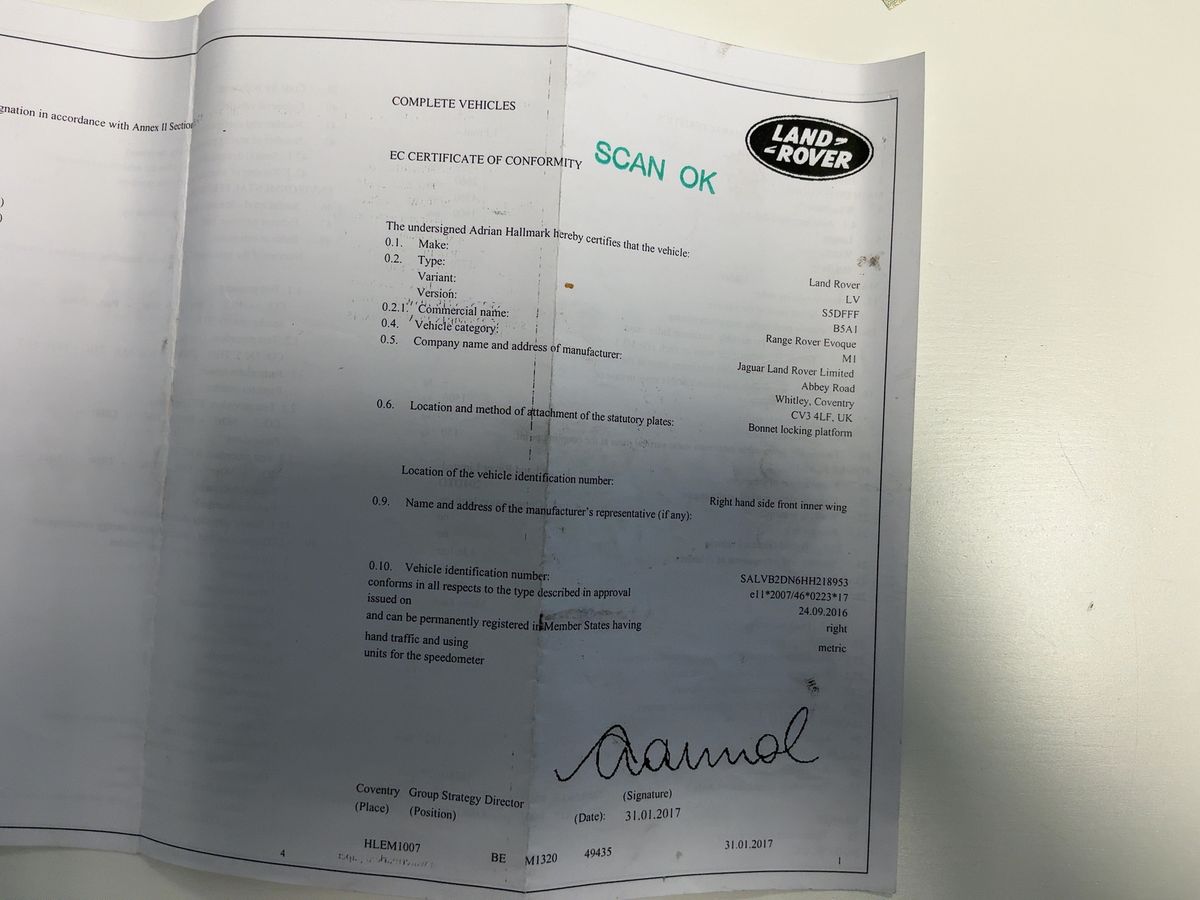 gnation in accordance with Annex II Section
)
)
4
COMPLETE VEHICLES
LAND
ROVER
EC CERTIFICATE OF CONFORMITY
SCAN OK
The undersigned Adrian Hallmark hereby certifies that the vehicle:
0.1. Make: Land Rover
0.2. Type: LV
Variant: S5DFFF
Version: B5A1
0.2.1. Commercial name: Range Rover Evoque
0.4. Vehicle category: M1
0.5. Company name and address of manufacturer: Jaguar Land Rover Limited
Abbey Road
Whitley, Coventry
CV3 4LF, UK
0.6. Location and method of attachment of the statutory plates: Bonnet locking platform
Location of the vehicle identification number: Right hand side front inner wing
0.9. Name and address of the manufacturer's representative (if any):
0.10. Vehicle identification number: SALVB2DN6HH218953
conforms in all respects to the type described in approval e11*2007/46*0223*17
issued on 24.09.2016
and can be permanently registered in Member States having right
hand traffic and using metric
units for the speedometer
Coventry Group Strategy Director
(Place) (Position) (Signature)
(Date): 31.01.2017
HLEM1007 BE M1320 49435 31.01.2017
1